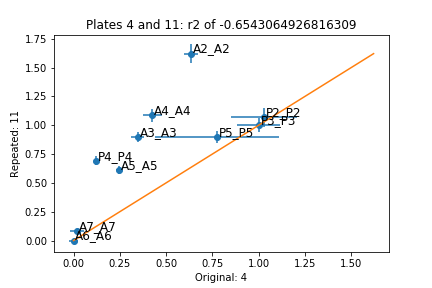 Plates 4 and 11: r2 of -0.6543064926816309
1.75
1.50
1.25
1.00
0.75
0.50
0.25
0.00
Repeated: 11
A2_A2
A4_A4
P2_P2
P3_P3
A3_A3
P5_P5
P4_P4
A5_A5
A7_A7
A6_A6
0.00 0.25 0.50 0.75 1.00 1.25 1.50
Original: 4